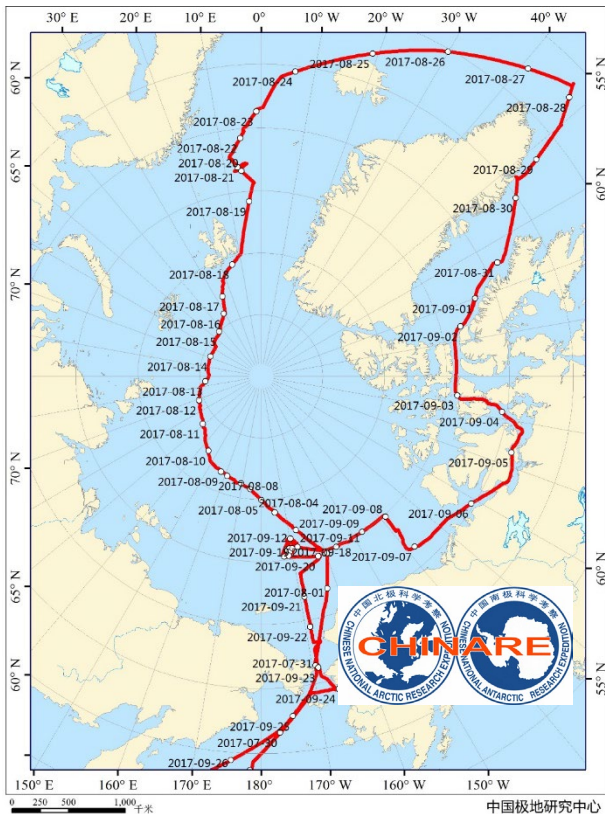 30° E 20° E 10° E 0° 10° W 20° W 30° W 40° W
60° N
55° N
2017-08-24
2017-08-25
2017-08-26
2017-08-27
2017-08-28
2017-08-23
2017-08-22
2017-08-20
2017-08-21
65° N
60° N
2017-08-29
2017-08-30
2017-08-19
2017-08-18
2017-08-31
70° N
2017-08-17
2017-09-01
2017-08-16
2017-09-02
2017-08-15
2017-08-14
2017-08-13
2017-09-03
2017-08-12
2017-09-04
2017-08-11
2017-08-10
2017-09-05
70° N
2017-08-09
2017-08-08
2017-08-04
2017-08-05
2017-09-08
2017-09-06
2017-09-09
2017-09-12
2017-09-11
2017-09-07
2017-09-18
2017-09-20
65° N
60° N
2017-08-01
2017-09-21
2017-09-22
中国北极科学考察
中国南极科学考察
CHINARE
CHINESE NATIONAL ARCTIC RESEARCH EXPEDITION
CHINESE NATIONAL ANTARCTIC RESEARCH EXPEDITION
60° N
55° N
2017-07-31
2017-09-23
2017-09-24
2017-09-25
2017-07-30
2017-09-26
150° E 160° E 170° E 180° 170° W 160° W 150° W
0 250 500 1,000 千米
中国极地研究中心